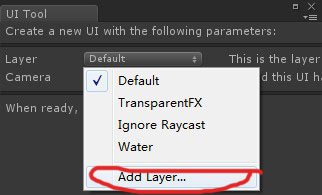 UI Tool
Create a new UI with the following parameters:
Layer Default This is the layer
Camera d this UI ha
Default
TransparentFX
Ignore Raycast
When ready,
Water
Add Layer...